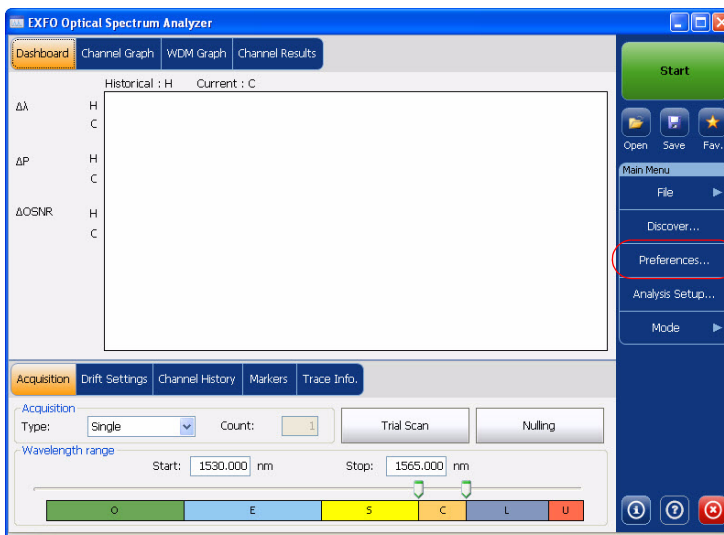 EXFO Optical Spectrum Analyzer
Dashboard Channel Graph WDM Graph Channel Results
Historical : H Current : C
Δλ H
C
ΔP H
C
ΔOSNR H
C
Start
Open Save Fav.
Main Menu
File
Discover...
Preferences...
Analysis Setup...
Mode
Acquisition Drift Settings Channel History Markers Trace Info.
Acquisition
Type: Single Count: 1 Trial Scan Nulling
Wavelength range
Start: 1530.000 nm Stop: 1565.000 nm
O E S C L U